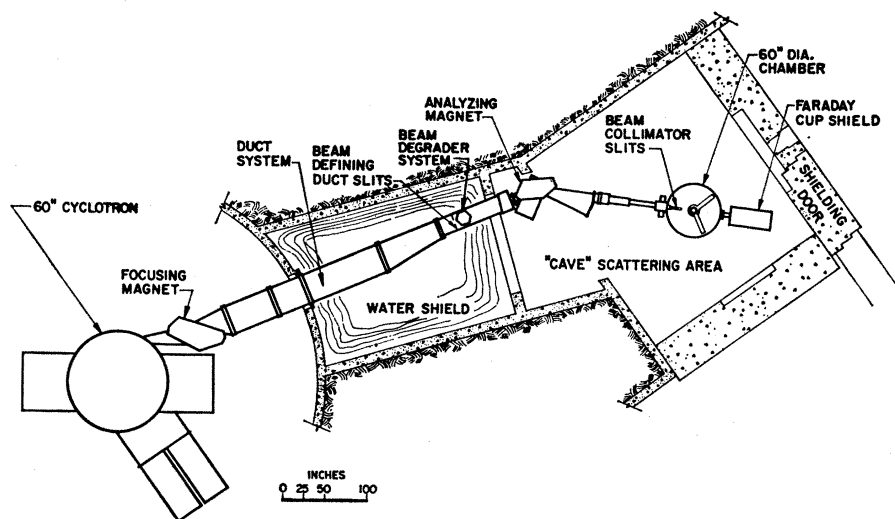 60" DIA.
CHAMBER
ANALYZING
MAGNET
FARADAY
CUP SHIELD
BEAM
COLLIMATOR
SLITS
BEAM
DEGRADER
SYSTEM
DUCT
SYSTEM
BEAM
DEFINING
DUCT SLITS
SHIELDING
DOOR
60" CYCLOTRON
"CAVE" SCATTERING AREA
FOCUSING
MAGNET
WATER SHIELD
INCHES
0 25 50 100